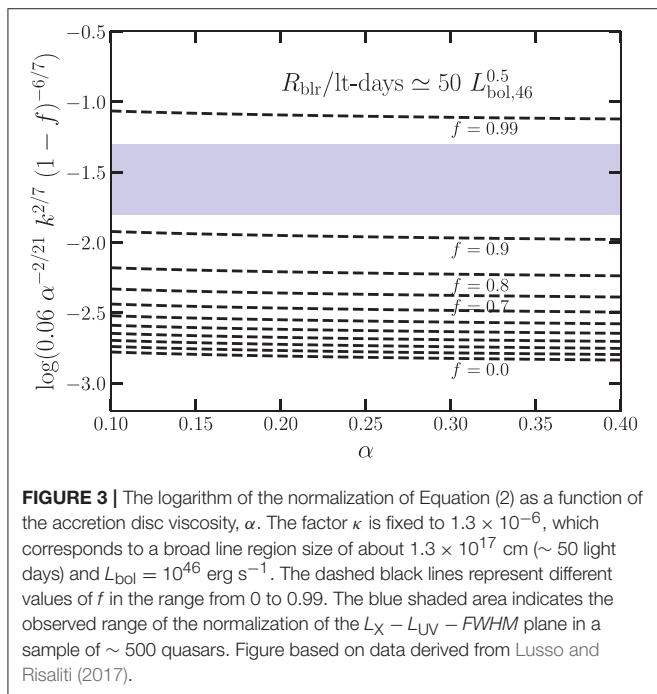 −0.5
R_blr/lt-days ≃ 50 L^0.5_bol,46
−1.0
f = 0.99
−1.5
−2.0
f = 0.9
f = 0.8
−2.5
f = 0.7
−3.0
f = 0.0
log(0.06 α^−2/21 k^2/7 (1 − f)^−6/7)
0.10 0.15 0.20 0.25 0.30 0.35 0.40
α
FIGURE 3 | The logarithm of the normalization of Equation (2) as a function of
the accretion disc viscosity, α. The factor κ is fixed to 1.3 × 10^−6, which
corresponds to a broad line region size of about 1.3 × 10^17 cm (∼ 50 light
days) and L_bol = 10^46 erg s^−1. The dashed black lines represent different
values of f in the range from 0 to 0.99. The blue shaded area indicates the
observed range of the normalization of the L_X − L_UV − FWHM plane in a
sample of ∼ 500 quasars. Figure based on data derived from Lusso and
Risaliti (2017).